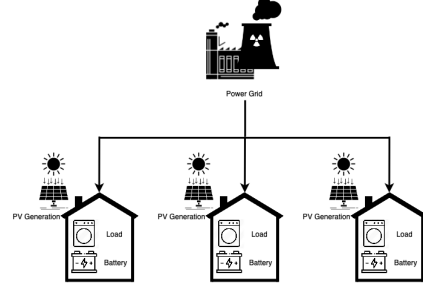 Power Grid
PV Generation
PV Generation
PV Generation
Load
Load
Load
Battery
Battery
Battery